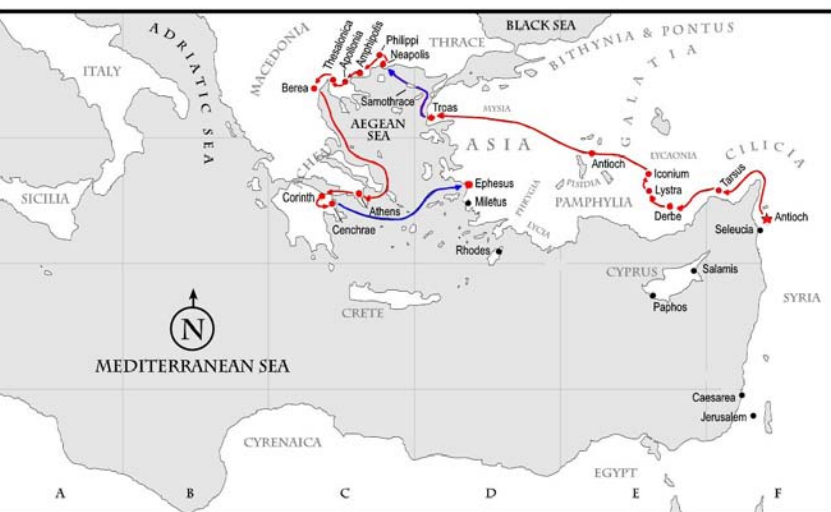 BLACK SEA
ADRIATIC SEA
ITALY
MACEDONIA
Thesalonica
Apollonia
Amphipolis
Philippi
Neapolis
THRACE
BITHYNIA & PONTUS
GALATIA
Berea
Samothrace
Troas
MYSIA
AEGEAN
SEA
ASIA
CILICIA
LYCAONIA
Antioch
Iconium
Tarsus
PISIDIA
Lystra
Ephesus
SICILIA
Corinth
Miletus
PHRYGIA
PAMPHYLIA
Athens
Derbe
Antioch
Cenchrae
LYCIA
Seleucia
Rhodes
CYPRUS
Salamis
SYRIA
Paphos
CRETE
N
MEDITERRANEAN SEA
Caesarea
Jerusalem
CYRENAICA
EGYPT
A B C D E F